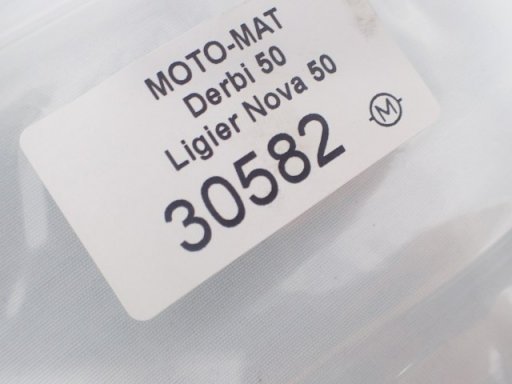 MOTO-MAT
Derbi 50
Ligier Nova 50
30582
M